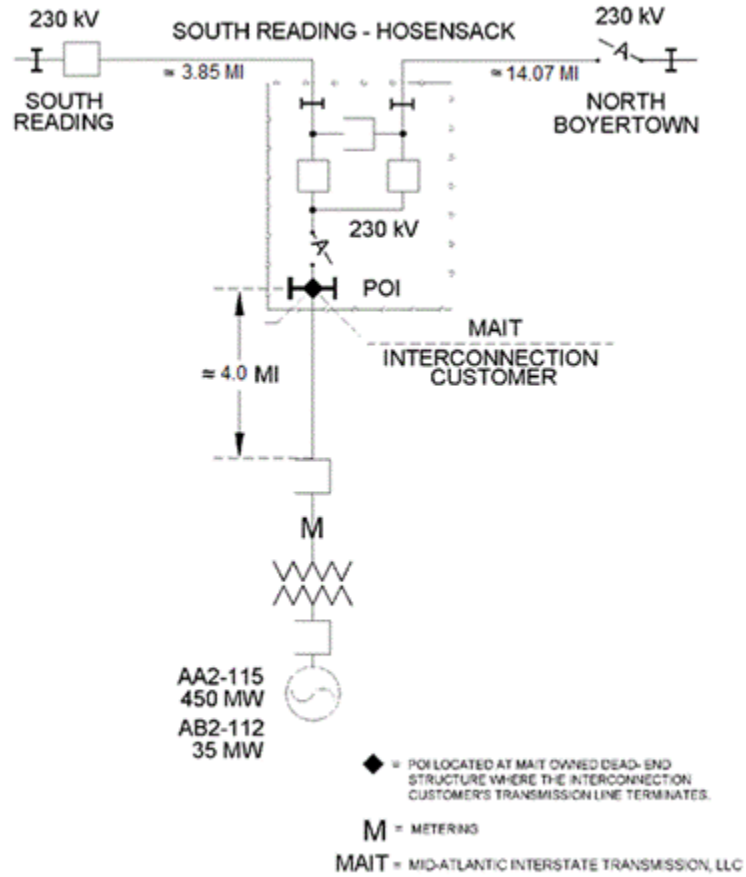 230 kV
SOUTH READING - HOSENSACK
230 kV
≈ 3.85 MI
≈ 14.07 MI
SOUTH
READING
NORTH
BOYERTOWN
A
230 kV
A
POI
MAIT
INTERCONNECTION
CUSTOMER
≈ 4.0 MI
M
AA2-115
450 MW
AB2-112
35 MW
= POI LOCATED AT MAIT OWNED DEAD- END
STRUCTURE WHERE THE INTERCONNECTION
CUSTOMER'S TRANSMISSION LINE TERMINATES.
M = METERING
MAIT = MID-ATLANTIC INTERSTATE TRANSMISSION, LLC